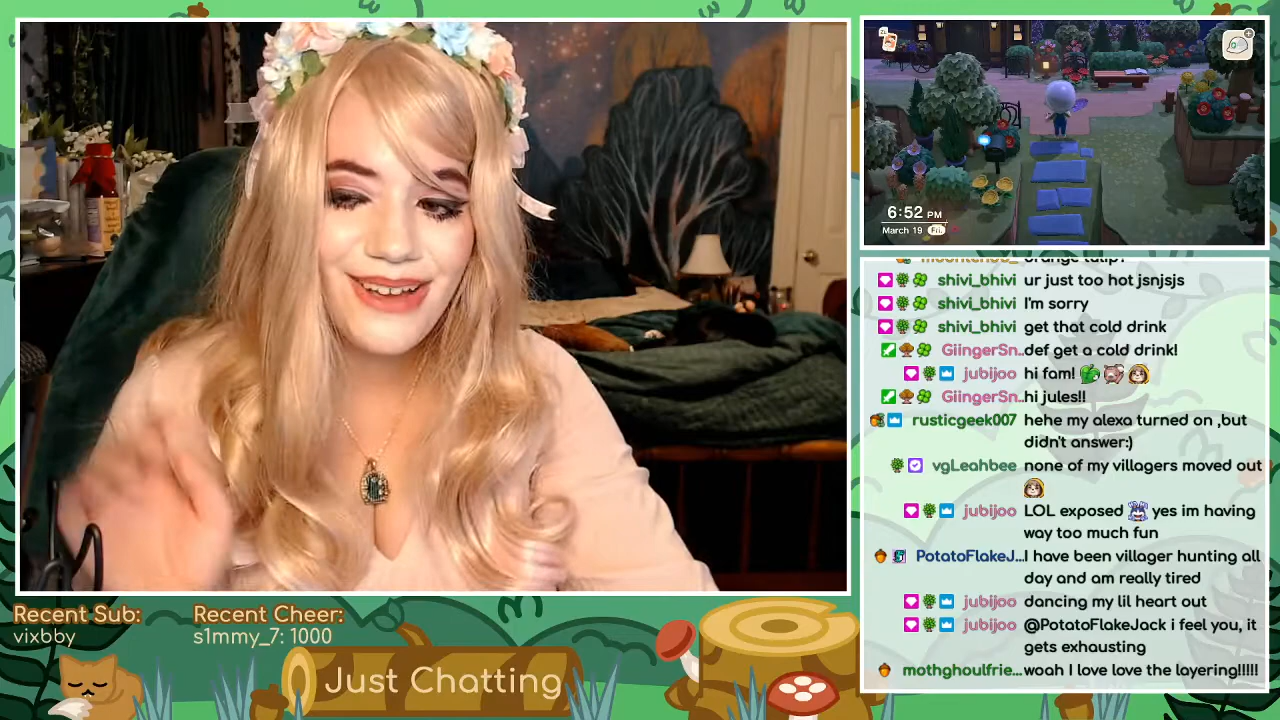 6:52 PM
March 19 Fri.
orange tulip?
shivi_bhivi ur just too hot jsnjsjs
shivi_bhivi I'm sorry
shivi_bhivi get that cold drink
GiingerSn.. def get a cold drink!
jubijoo hi fam!
GiingerSn.. hi jules!!
rusticgeek007 hehe my alexa turned on ,but
didn't answer:)
vgLeahbee none of my villagers moved out
jubijoo LOL exposed yes im having
way too much fun
PotatoFlakeJ... I have been villager hunting all
day and am really tired
jubijoo dancing my lil heart out
jubijoo @PotatoFlakeJack i feel you, it
gets exhausting
mothghoulfrie... woah I love love the layering!!!!!
Recent Sub:
vixbby
Recent Cheer:
s1mmy_7: 1000
Just Chatting